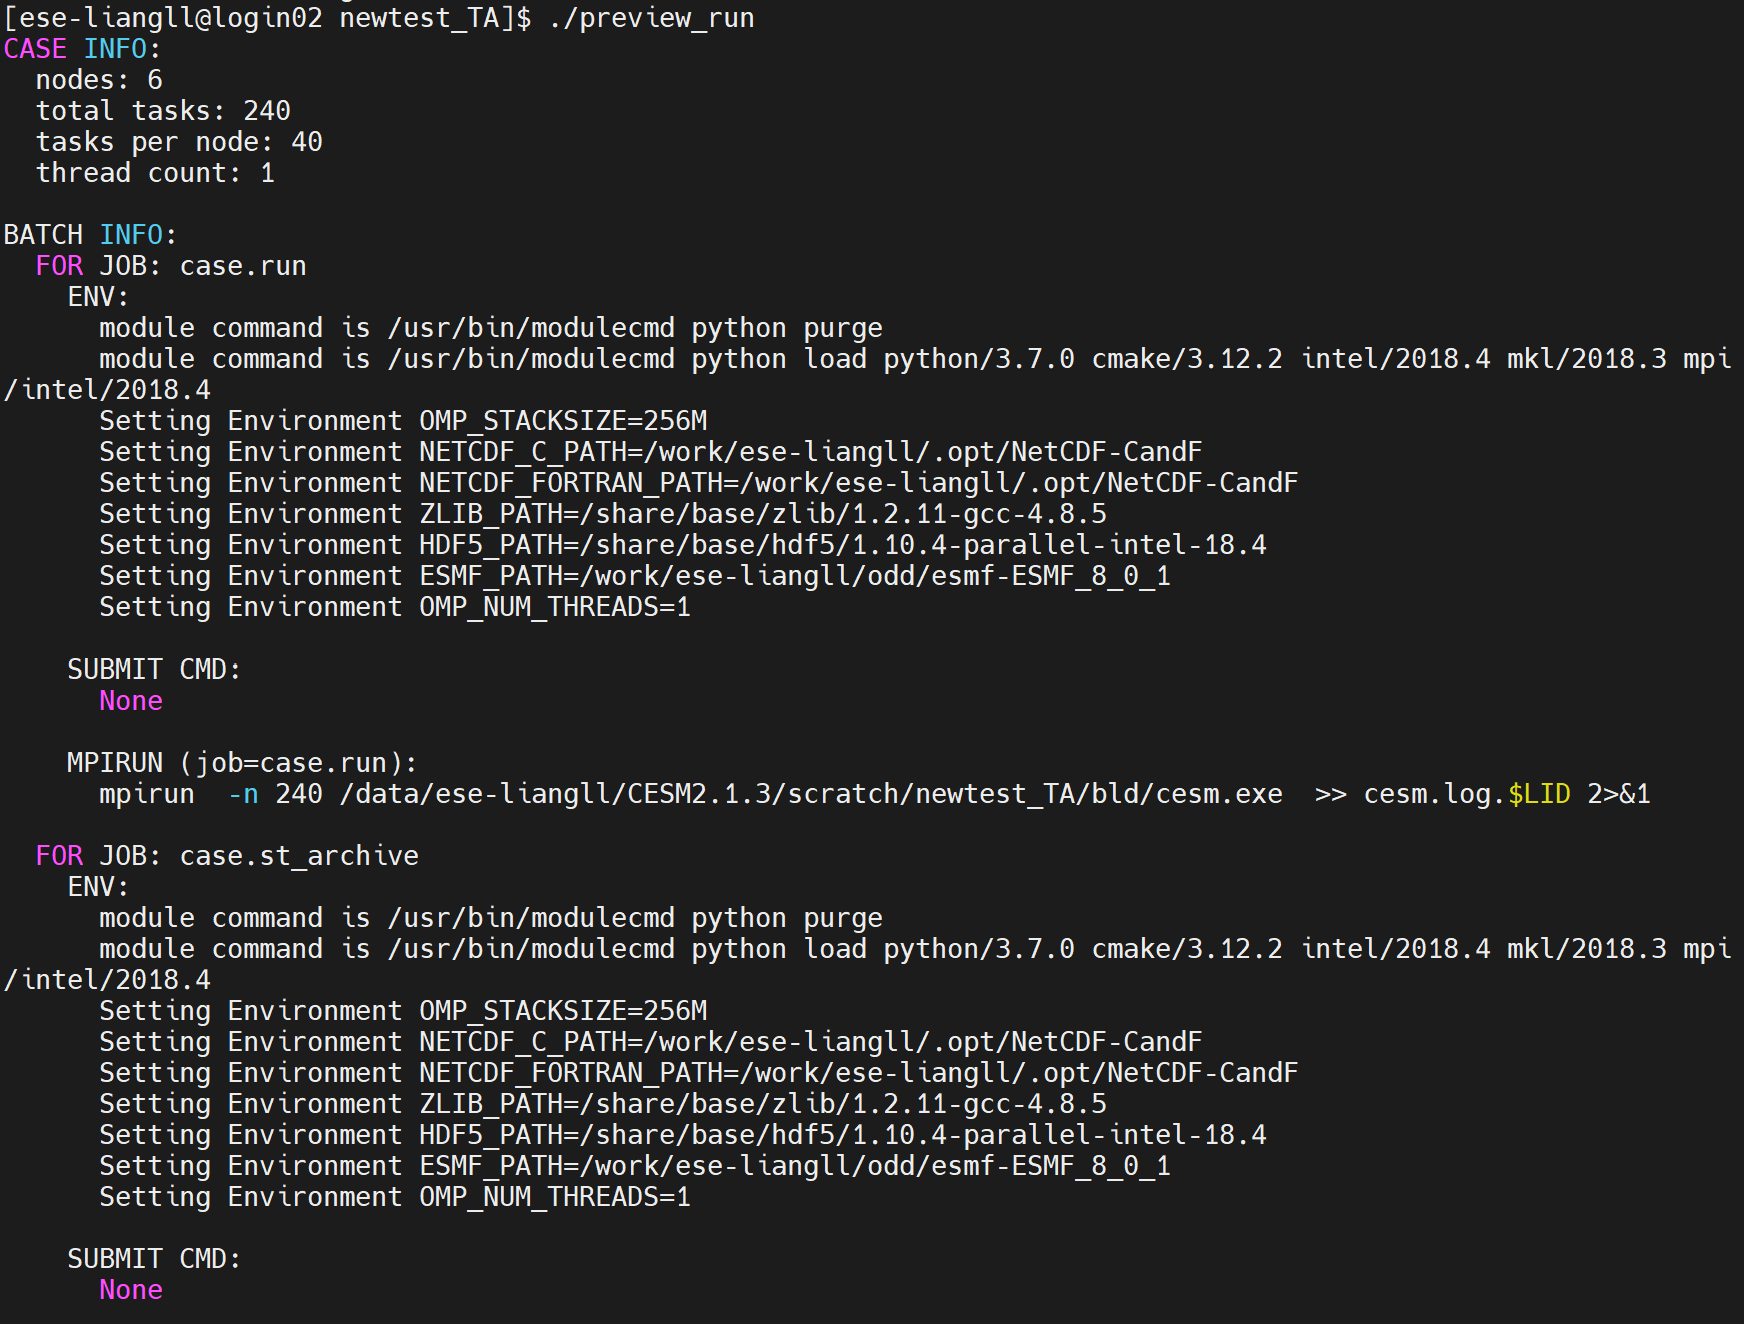 [ese-liangll@login02 newtest_TA]$ ./preview_run
CASE INFO:
  nodes: 6
  total tasks: 240
  tasks per node: 40
  thread count: 1

BATCH INFO:
  FOR JOB: case.run
    ENV:
      module command is /usr/bin/modulecmd python purge
      module command is /usr/bin/modulecmd python load python/3.7.0 cmake/3.12.2 intel/2018.4 mkl/2018.3 mpi
/intel/2018.4
      Setting Environment OMP_STACKSIZE=256M
      Setting Environment NETCDF_C_PATH=/work/ese-liangll/.opt/NetCDF-CandF
      Setting Environment NETCDF_FORTRAN_PATH=/work/ese-liangll/.opt/NetCDF-CandF
      Setting Environment ZLIB_PATH=/share/base/zlib/1.2.11-gcc-4.8.5
      Setting Environment HDF5_PATH=/share/base/hdf5/1.10.4-parallel-intel-18.4
      Setting Environment ESMF_PATH=/work/ese-liangll/odd/esmf-ESMF_8_0_1
      Setting Environment OMP_NUM_THREADS=1

    SUBMIT CMD:
      None

    MPIRUN (job=case.run):
      mpirun  -n 240 /data/ese-liangll/CESM2.1.3/scratch/newtest_TA/bld/cesm.exe  >> cesm.log.$LID 2>&1

  FOR JOB: case.st_archive
    ENV:
      module command is /usr/bin/modulecmd python purge
      module command is /usr/bin/modulecmd python load python/3.7.0 cmake/3.12.2 intel/2018.4 mkl/2018.3 mpi
/intel/2018.4
      Setting Environment OMP_STACKSIZE=256M
      Setting Environment NETCDF_C_PATH=/work/ese-liangll/.opt/NetCDF-CandF
      Setting Environment NETCDF_FORTRAN_PATH=/work/ese-liangll/.opt/NetCDF-CandF
      Setting Environment ZLIB_PATH=/share/base/zlib/1.2.11-gcc-4.8.5
      Setting Environment HDF5_PATH=/share/base/hdf5/1.10.4-parallel-intel-18.4
      Setting Environment ESMF_PATH=/work/ese-liangll/odd/esmf-ESMF_8_0_1
      Setting Environment OMP_NUM_THREADS=1

    SUBMIT CMD:
      None